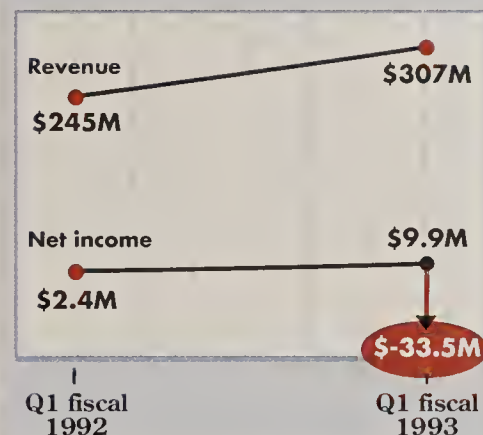 Revenue
$245M
$307M
Net income
$2.4M
$9.9M
$-33.5M
Q1 fiscal
1992
Q1 fiscal
1993